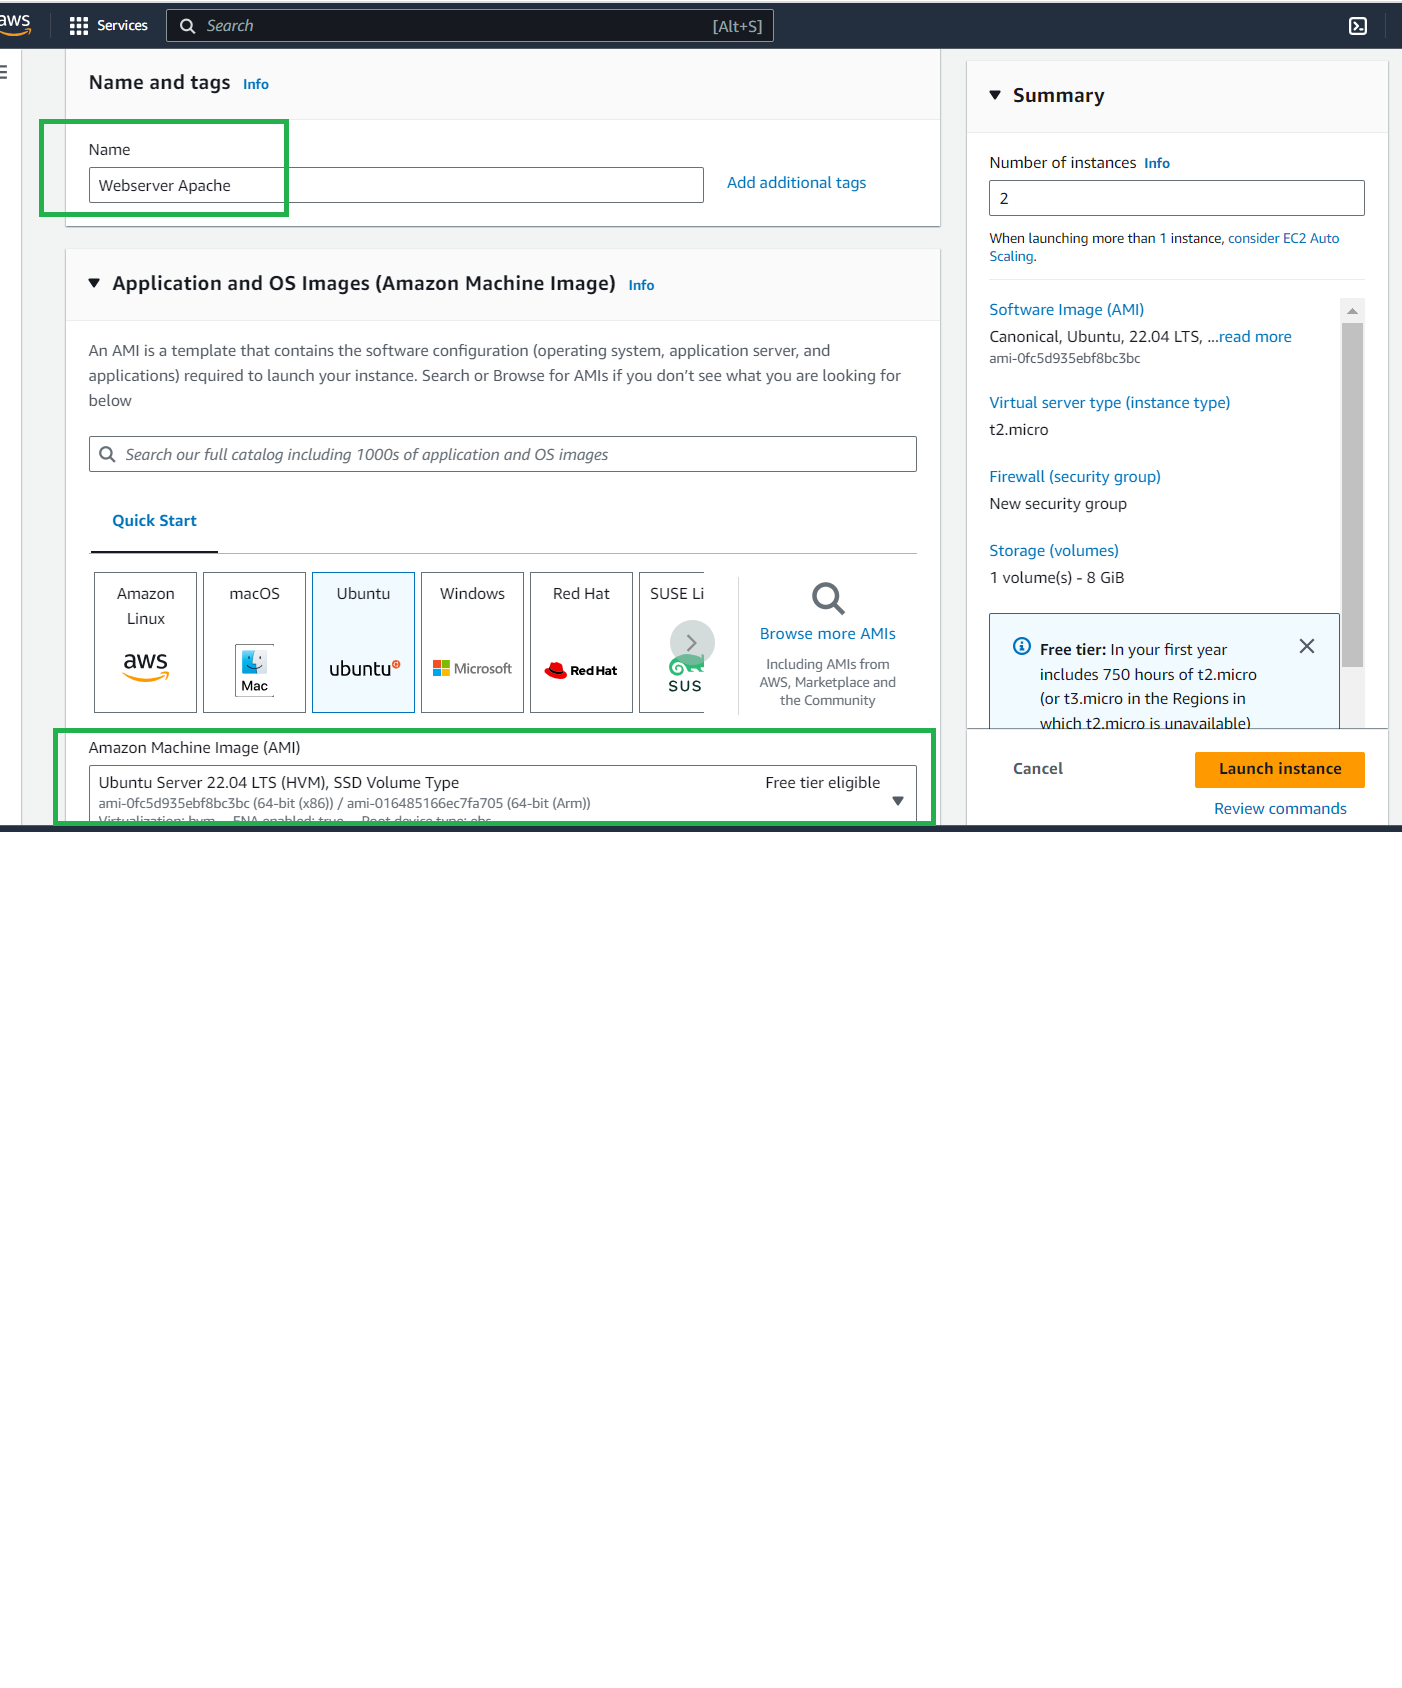 aws
Services
Search
[Alt+S]
Name and tags Info
Name
Webserver Apache
Add additional tags
Application and OS Images (Amazon Machine Image) Info
An AMI is a template that contains the software configuration (operating system, application server, and
applications) required to launch your instance. Search or Browse for AMIs if you don’t see what you are looking for
below
Search our full catalog including 1000s of application and OS images
Quick Start
Amazon
Linux
aws
macOS
Mac
Ubuntu
ubuntu
Windows
Microsoft
Red Hat
Red Hat
SUSE Li
SUS
Browse more AMIs
Including AMIs from
AWS, Marketplace and
the Community
Amazon Machine Image (AMI)
Ubuntu Server 22.04 LTS (HVM), SSD Volume Type
Free tier eligible
ami-0fc5d935ebf8bc3bc (64-bit (x86)) / ami-016485166ec7fa705 (64-bit (Arm))
Virtualization: hvm ENA enabled: true Root device type: ebs
Summary
Number of instances Info
2
When launching more than 1 instance, consider EC2 Auto
Scaling.
Software Image (AMI)
Canonical, Ubuntu, 22.04 LTS, ...read more
ami-0fc5d935ebf8bc3bc
Virtual server type (instance type)
t2.micro
Firewall (security group)
New security group
Storage (volumes)
1 volume(s) - 8 GiB
Free tier: In your first year
includes 750 hours of t2.micro
(or t3.micro in the Regions in
which t2.micro is unavailable)
Cancel
Launch instance
Review commands